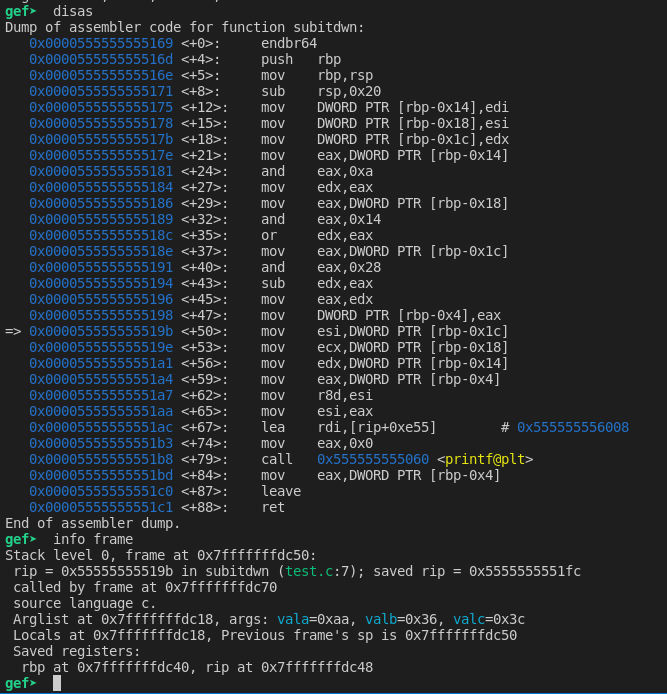 gef➤  disas
Dump of assembler code for function subitdwn:
   0x0000555555555169 <+0>:	endbr64
   0x000055555555516d <+4>:	push   rbp
   0x000055555555516e <+5>:	mov    rbp,rsp
   0x0000555555555171 <+8>:	sub    rsp,0x20
   0x0000555555555175 <+12>:	mov    DWORD PTR [rbp-0x14],edi
   0x0000555555555178 <+15>:	mov    DWORD PTR [rbp-0x18],esi
   0x000055555555517b <+18>:	mov    DWORD PTR [rbp-0x1c],edx
   0x000055555555517e <+21>:	mov    eax,DWORD PTR [rbp-0x14]
   0x0000555555555181 <+24>:	and    eax,0xa
   0x0000555555555184 <+27>:	mov    edx,eax
   0x0000555555555186 <+29>:	mov    eax,DWORD PTR [rbp-0x18]
   0x0000555555555189 <+32>:	and    eax,0x14
   0x000055555555518c <+35>:	or     edx,eax
   0x000055555555518e <+37>:	mov    eax,DWORD PTR [rbp-0x1c]
   0x0000555555555191 <+40>:	and    eax,0x28
   0x0000555555555194 <+43>:	sub    edx,eax
   0x0000555555555196 <+45>:	mov    eax,edx
   0x0000555555555198 <+47>:	mov    DWORD PTR [rbp-0x4],eax
=> 0x000055555555519b <+50>:	mov    esi,DWORD PTR [rbp-0x1c]
   0x000055555555519e <+53>:	mov    ecx,DWORD PTR [rbp-0x18]
   0x00005555555551a1 <+56>:	mov    edx,DWORD PTR [rbp-0x14]
   0x00005555555551a4 <+59>:	mov    eax,DWORD PTR [rbp-0x4]
   0x00005555555551a7 <+62>:	mov    r8d,esi
   0x00005555555551aa <+65>:	mov    esi,eax
   0x00005555555551ac <+67>:	lea    rdi,[rip+0xe55]        # 0x555555556008
   0x00005555555551b3 <+74>:	mov    eax,0x0
   0x00005555555551b8 <+79>:	call   0x555555555060 <printf@plt>
   0x00005555555551bd <+84>:	mov    eax,DWORD PTR [rbp-0x4]
   0x00005555555551c0 <+87>:	leave
   0x00005555555551c1 <+88>:	ret
End of assembler dump.
gef➤  info frame
Stack level 0, frame at 0x7fffffffdc50:
 rip = 0x55555555519b in subitdwn (test.c:7); saved rip = 0x5555555551fc
 called by frame at 0x7fffffffdc70
 source language c.
 Arglist at 0x7fffffffdc18, args: vala=0xaa, valb=0x36, valc=0x3c
 Locals at 0x7fffffffdc18, Previous frame's sp is 0x7fffffffdc50
 Saved registers:
  rbp at 0x7fffffffdc40, rip at 0x7fffffffdc48
gef➤